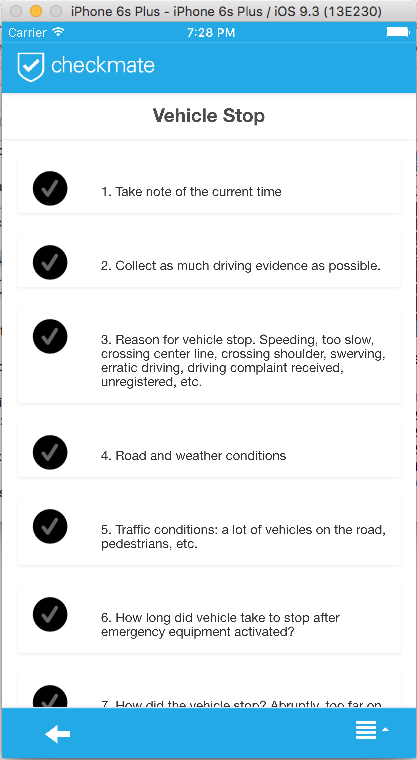 iPhone 6s Plus - iPhone 6s Plus / iOS 9.3 (13E230)
Carrier 7:28 PM
checkmate
Vehicle Stop
1. Take note of the current time
2. Collect as much driving evidence as possible.
3. Reason for vehicle stop. Speeding, too slow,
crossing center line, crossing shoulder, swerving,
erratic driving, driving complaint received,
unregistered, etc.
4. Road and weather conditions
5. Traffic conditions: a lot of vehicles on the road,
pedestrians, etc.
6. How long did vehicle take to stop after
emergency equipment activated?
7. How did the vehicle stop? Abruptly, too far on